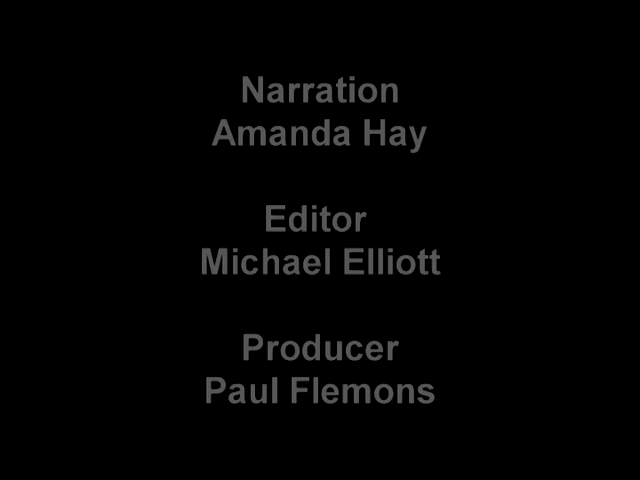 Narration
Amanda Hay
Editor
Michael Elliott
Producer
Paul Flemons